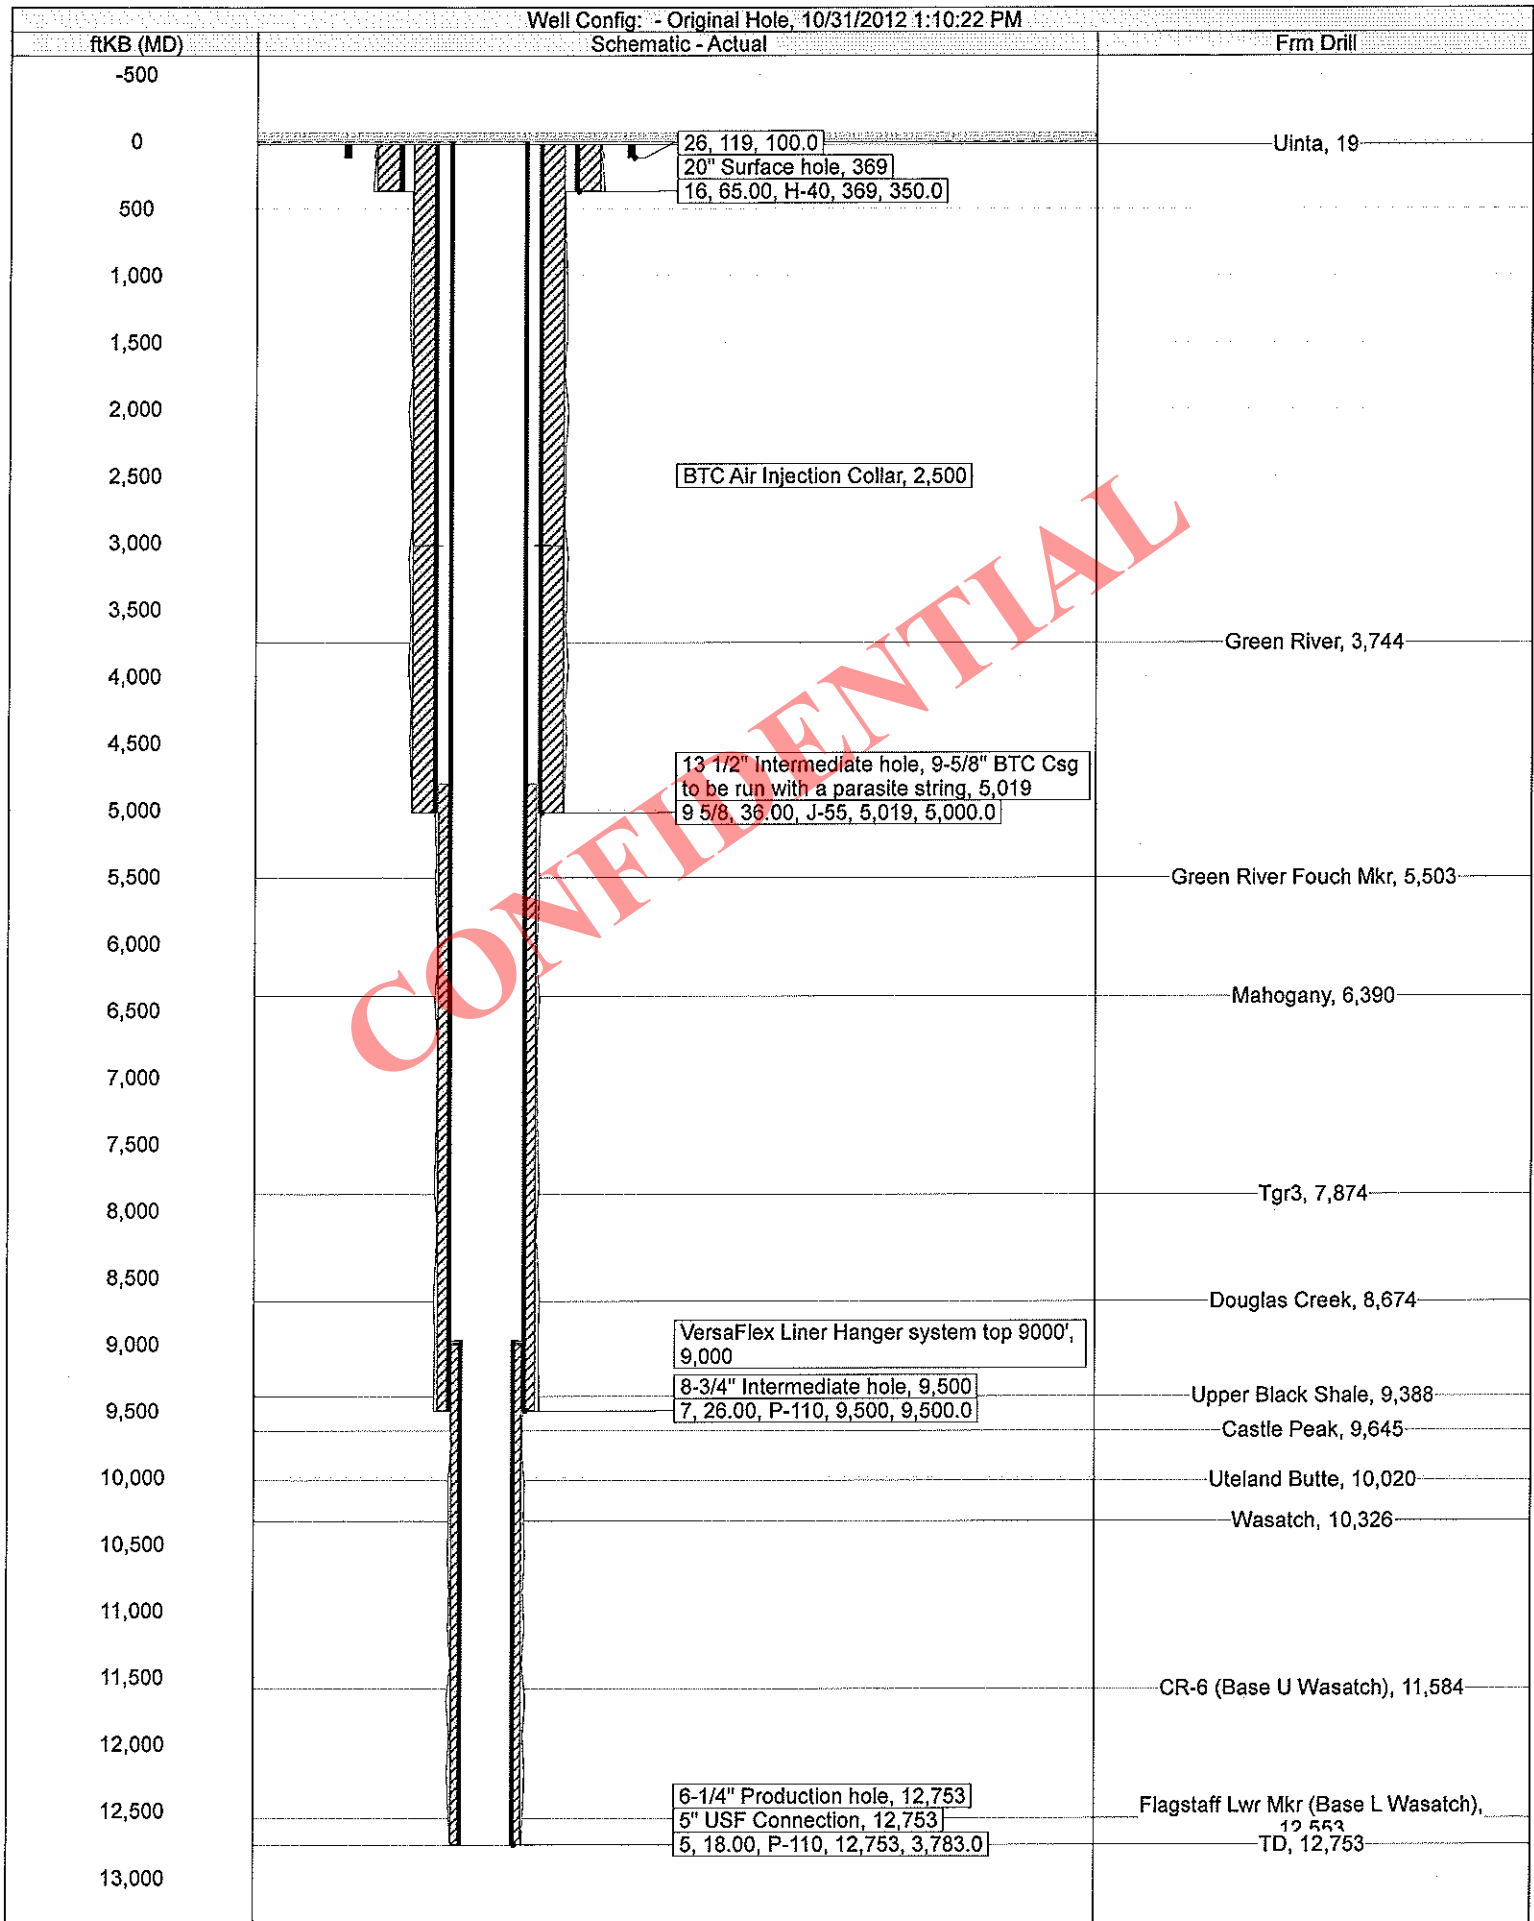 Well Config: - Original Hole, 10/31/2012 1:10:22 PM
ftKB (MD)
Schematic - Actual
Frm Drill
-500
0
26, 119, 100.0
Uinta, 19
20" Surface hole, 369
16, 65.00, H-40, 369, 350.0
500
1,000
1,500
2,000
2,500
BTC Air Injection Collar, 2,500
3,000
3,500
Green River, 3,744
4,000
4,500
13 1/2" Intermediate hole, 9-5/8" BTC Csg
to be run with a parasite string, 5,019
5,000
9 5/8, 36.00, J-55, 5,019, 5,000.0
5,500
Green River Fouch Mkr, 5,503
6,000
CONFIDENTIAL
Mahogany, 6,390
6,500
7,000
7,500
Tgr3, 7,874
8,000
8,500
Douglas Creek, 8,674
9,000
VersaFlex Liner Hanger system top 9000',
9,000
8-3/4" Intermediate hole, 9,500
Upper Black Shale, 9,388
9,500
7, 26.00, P-110, 9,500, 9,500.0
Castle Peak, 9,645
10,000
Uteland Butte, 10,020
Wasatch, 10,326
10,500
11,000
11,500
CR-6 (Base U Wasatch), 11,584
12,000
6-1/4" Production hole, 12,753
12,500
5" USF Connection, 12,753
Flagstaff Lwr Mkr (Base L Wasatch),
12,553
5, 18.00, P-110, 12,753, 3,783.0
TD, 12,753
13,000